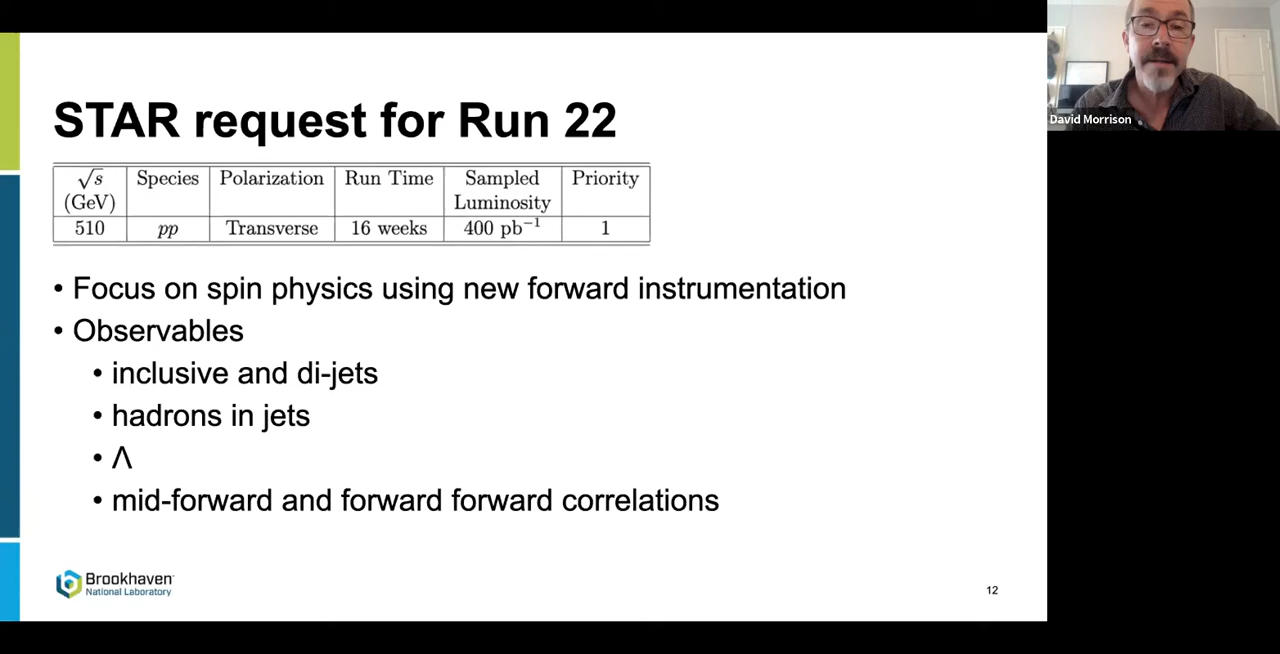 STAR request for Run 22
√s Species Polarization Run Time Sampled Priority
(GeV) Luminosity
510 pp Transverse 16 weeks 400 pb⁻¹ 1
• Focus on spin physics using new forward instrumentation
• Observables
• inclusive and di-jets
• hadrons in jets
• Λ
• mid-forward and forward forward correlations
Brookhaven
National Laboratory
12
David Morrison